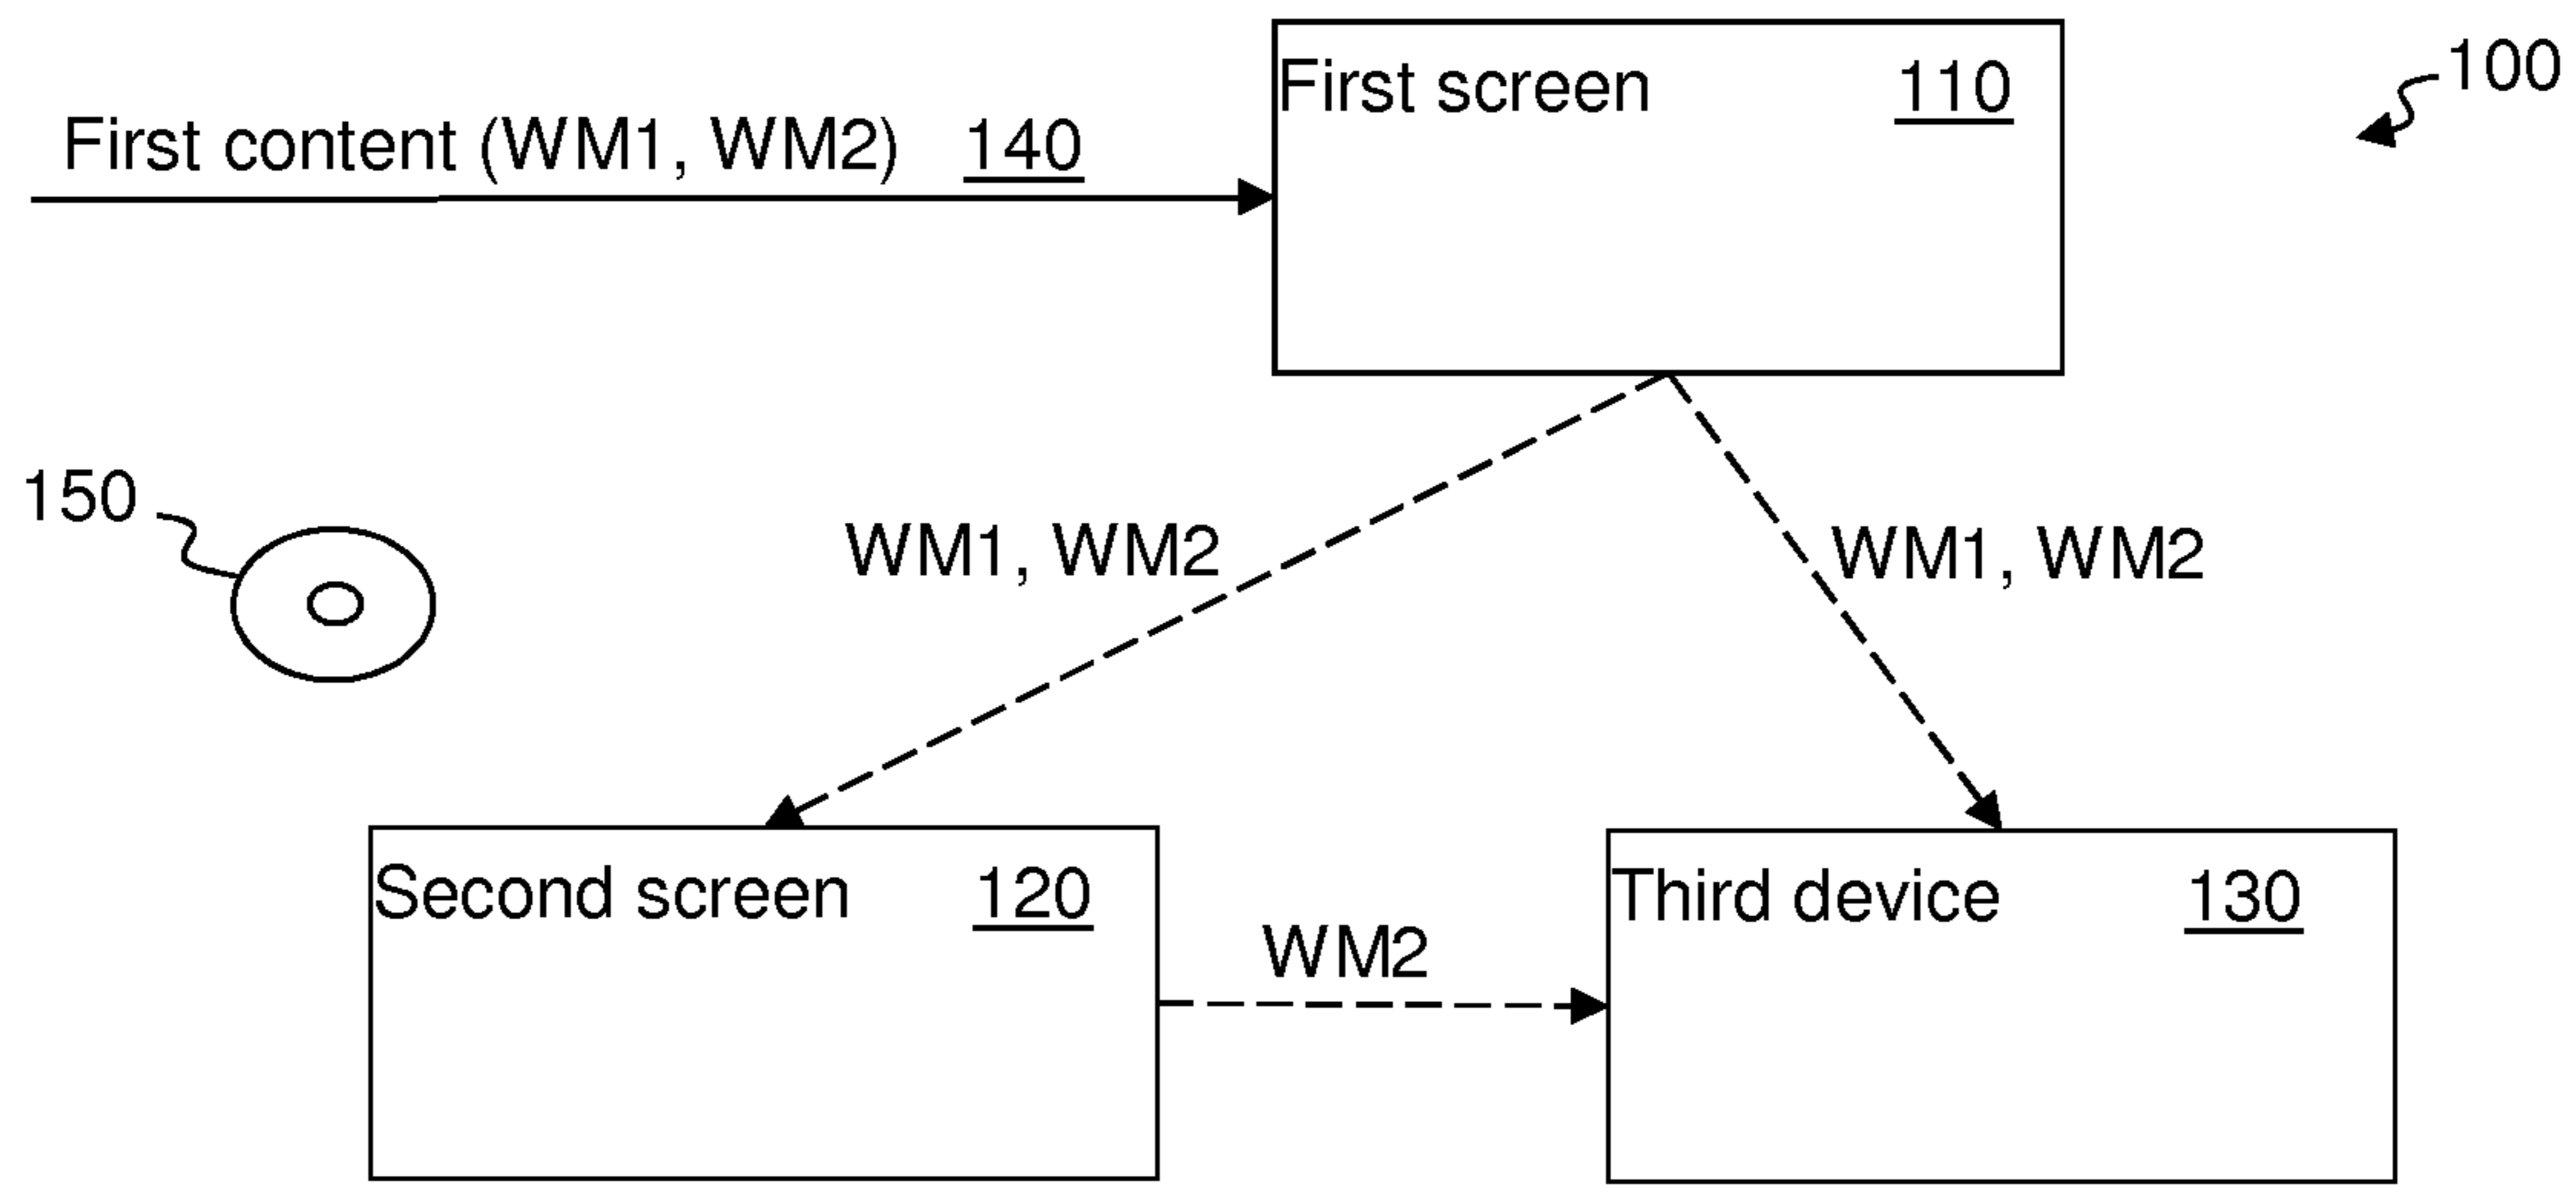 First screen 110
100
First content (WM1, WM2) 140
150
WM1, WM2
WM1, WM2
Second screen 120
Third device 130
WM2